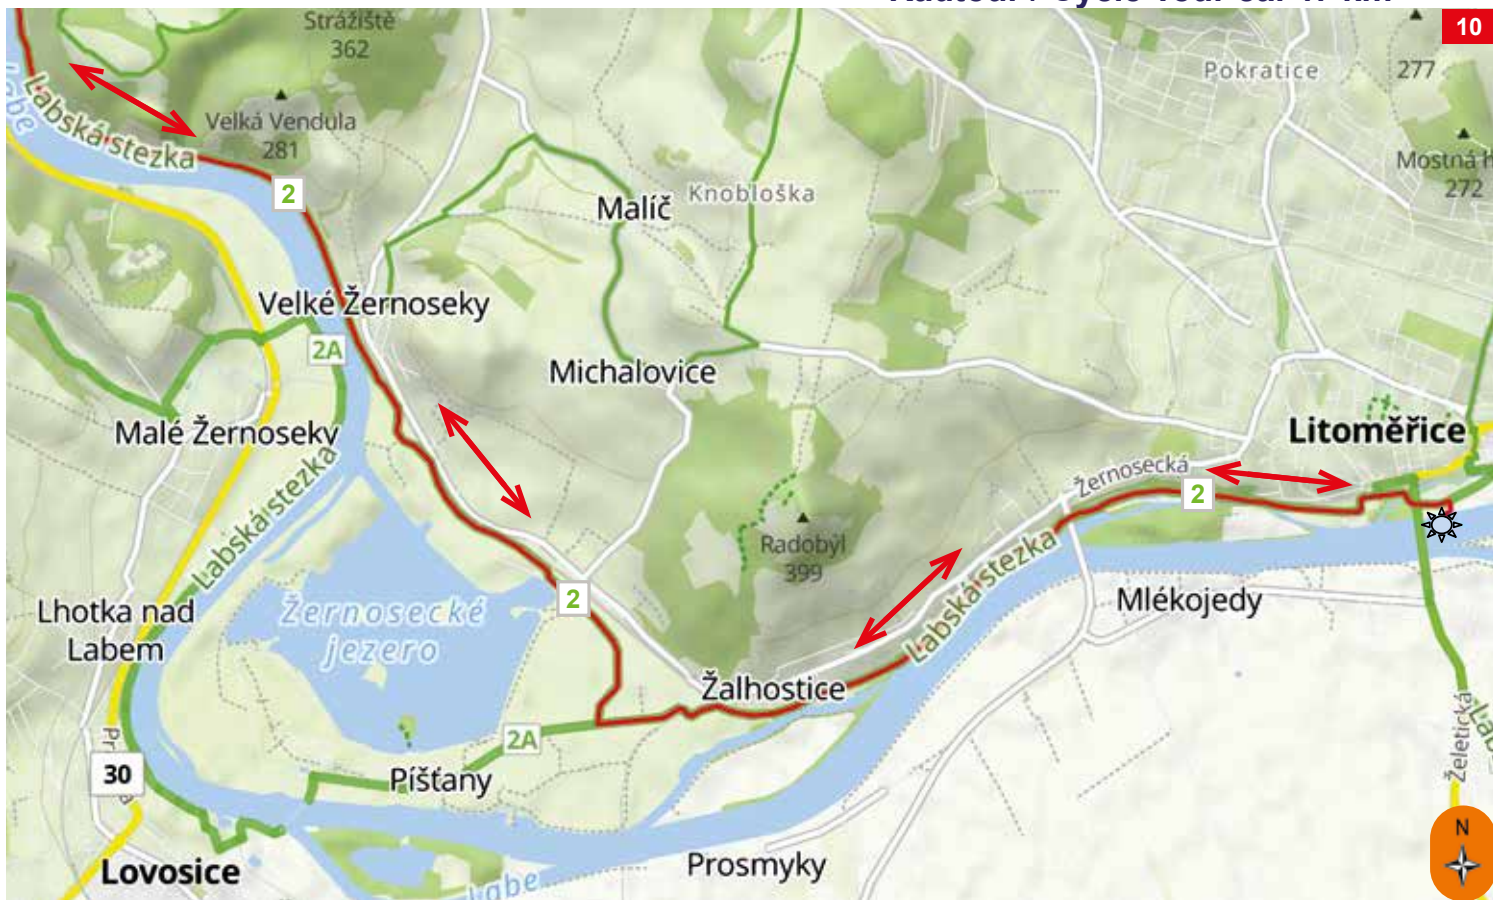 10
Strážiště
362
Pokratice
277
Labe
Labská stezka
Velká Vendula
281
Mostná h
272
2
Malíč
Knobloška
Velké Žernoseky
2A
Michalovice
Malé Žernoseky
Litoměřice
Žernosecká
2
Labská stezka
Radobýl
399
Labská stezka
Žernosecké
jezero
2
Mlékojedy
Lhotka nad
Labem
Žalhostice
2A
Želetická
30
Píšťany
Lovosice
Prosmyky
Labe
N